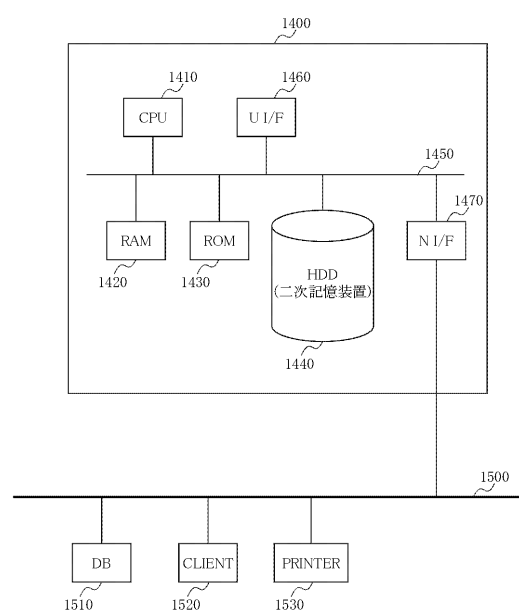 1400
1410
1460
CPU
U I/F
1450
1470
RAM
ROM
N I/F
HDD
(二次記憶装置)
1420
1430
1440
1500
DB
CLIENT
PRINTER
1510
1520
1530